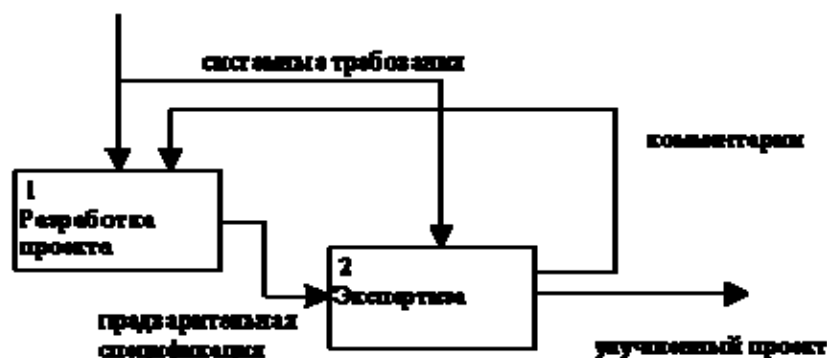 системные требования
комментарии
1
Разработка
проекта
2
Экспертиза
предварительная
спецификация
улучшенный проект